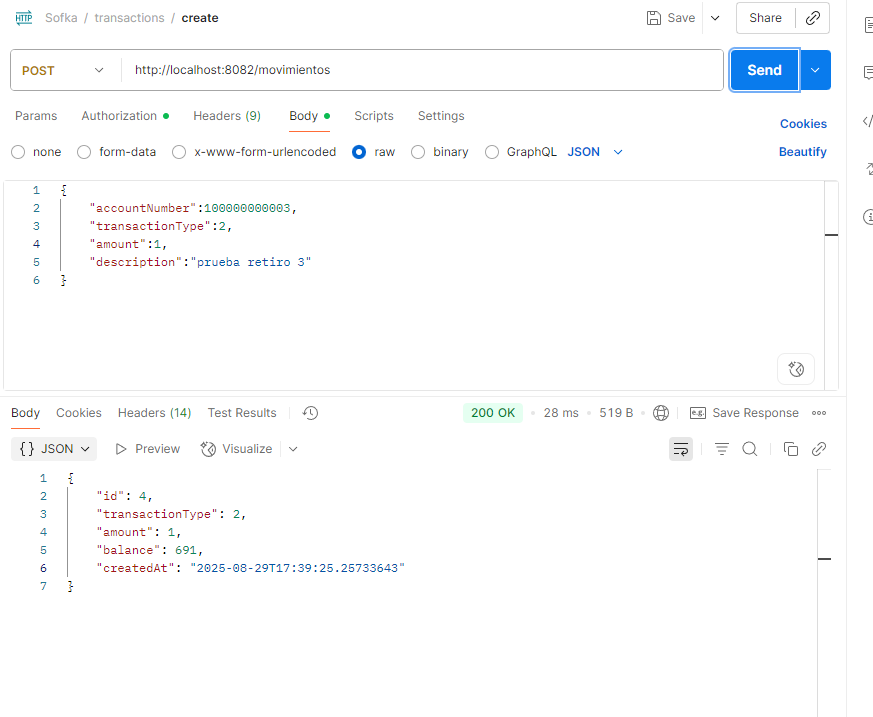 HTTP Sofka / transactions / create Save Share
POST http://localhost:8082/movimientos Send
Params Authorization Headers (9) Body Scripts Settings Cookies
none form-data x-www-form-urlencoded raw binary GraphQL JSON Beautify
1 {
2 "accountNumber":100000000003,
3 "transactionType":2,
4 "amount":1,
5 "description":"prueba retiro 3"
6 }
Body Cookies Headers (14) Test Results 200 OK • 28 ms • 519 B • e.g. Save Response
{} JSON Preview Visualize
1 {
2 "id": 4,
3 "transactionType": 2,
4 "amount": 1,
5 "balance": 691,
6 "createdAt": "2025-08-29T17:39:25.25733643"
7 }